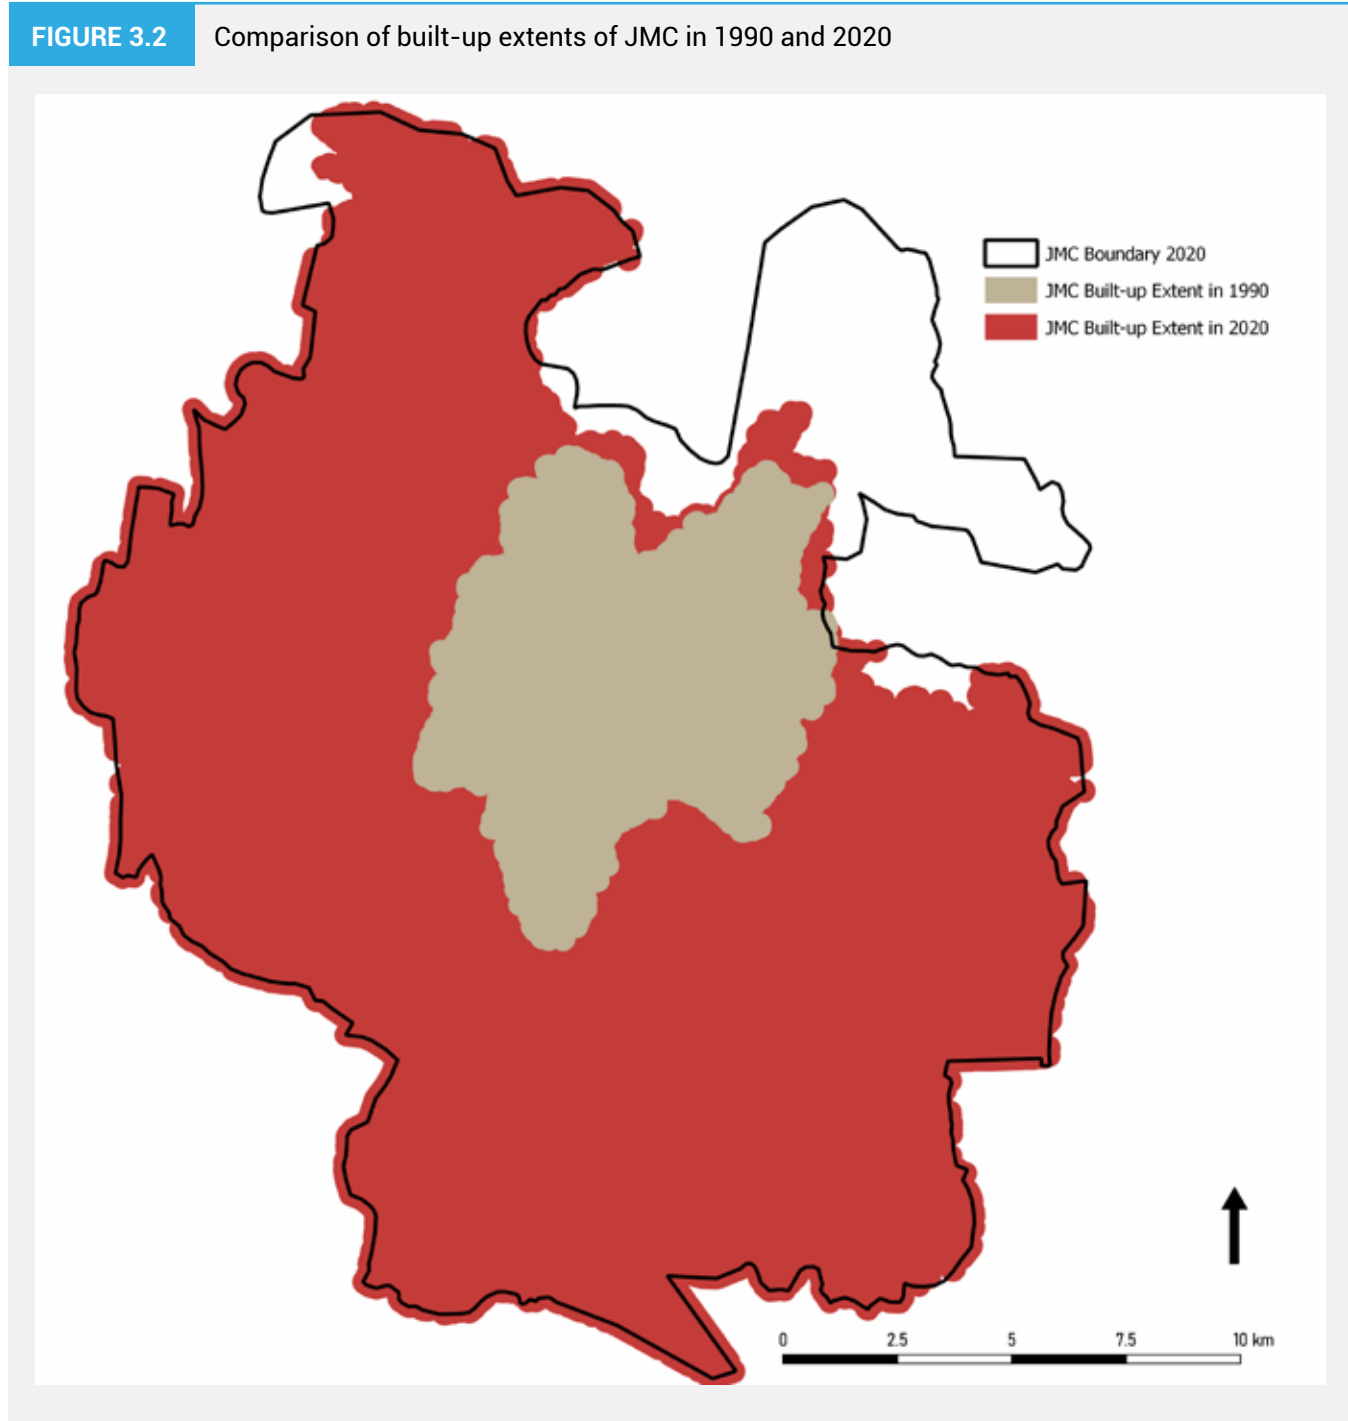 FIGURE 3.2 Comparison of built-up extents of JMC in 1990 and 2020
JMC Boundary 2020
JMC Built-up Extent in 1990
JMC Built-up Extent in 2020
0 2.5 5 7.5 10 km